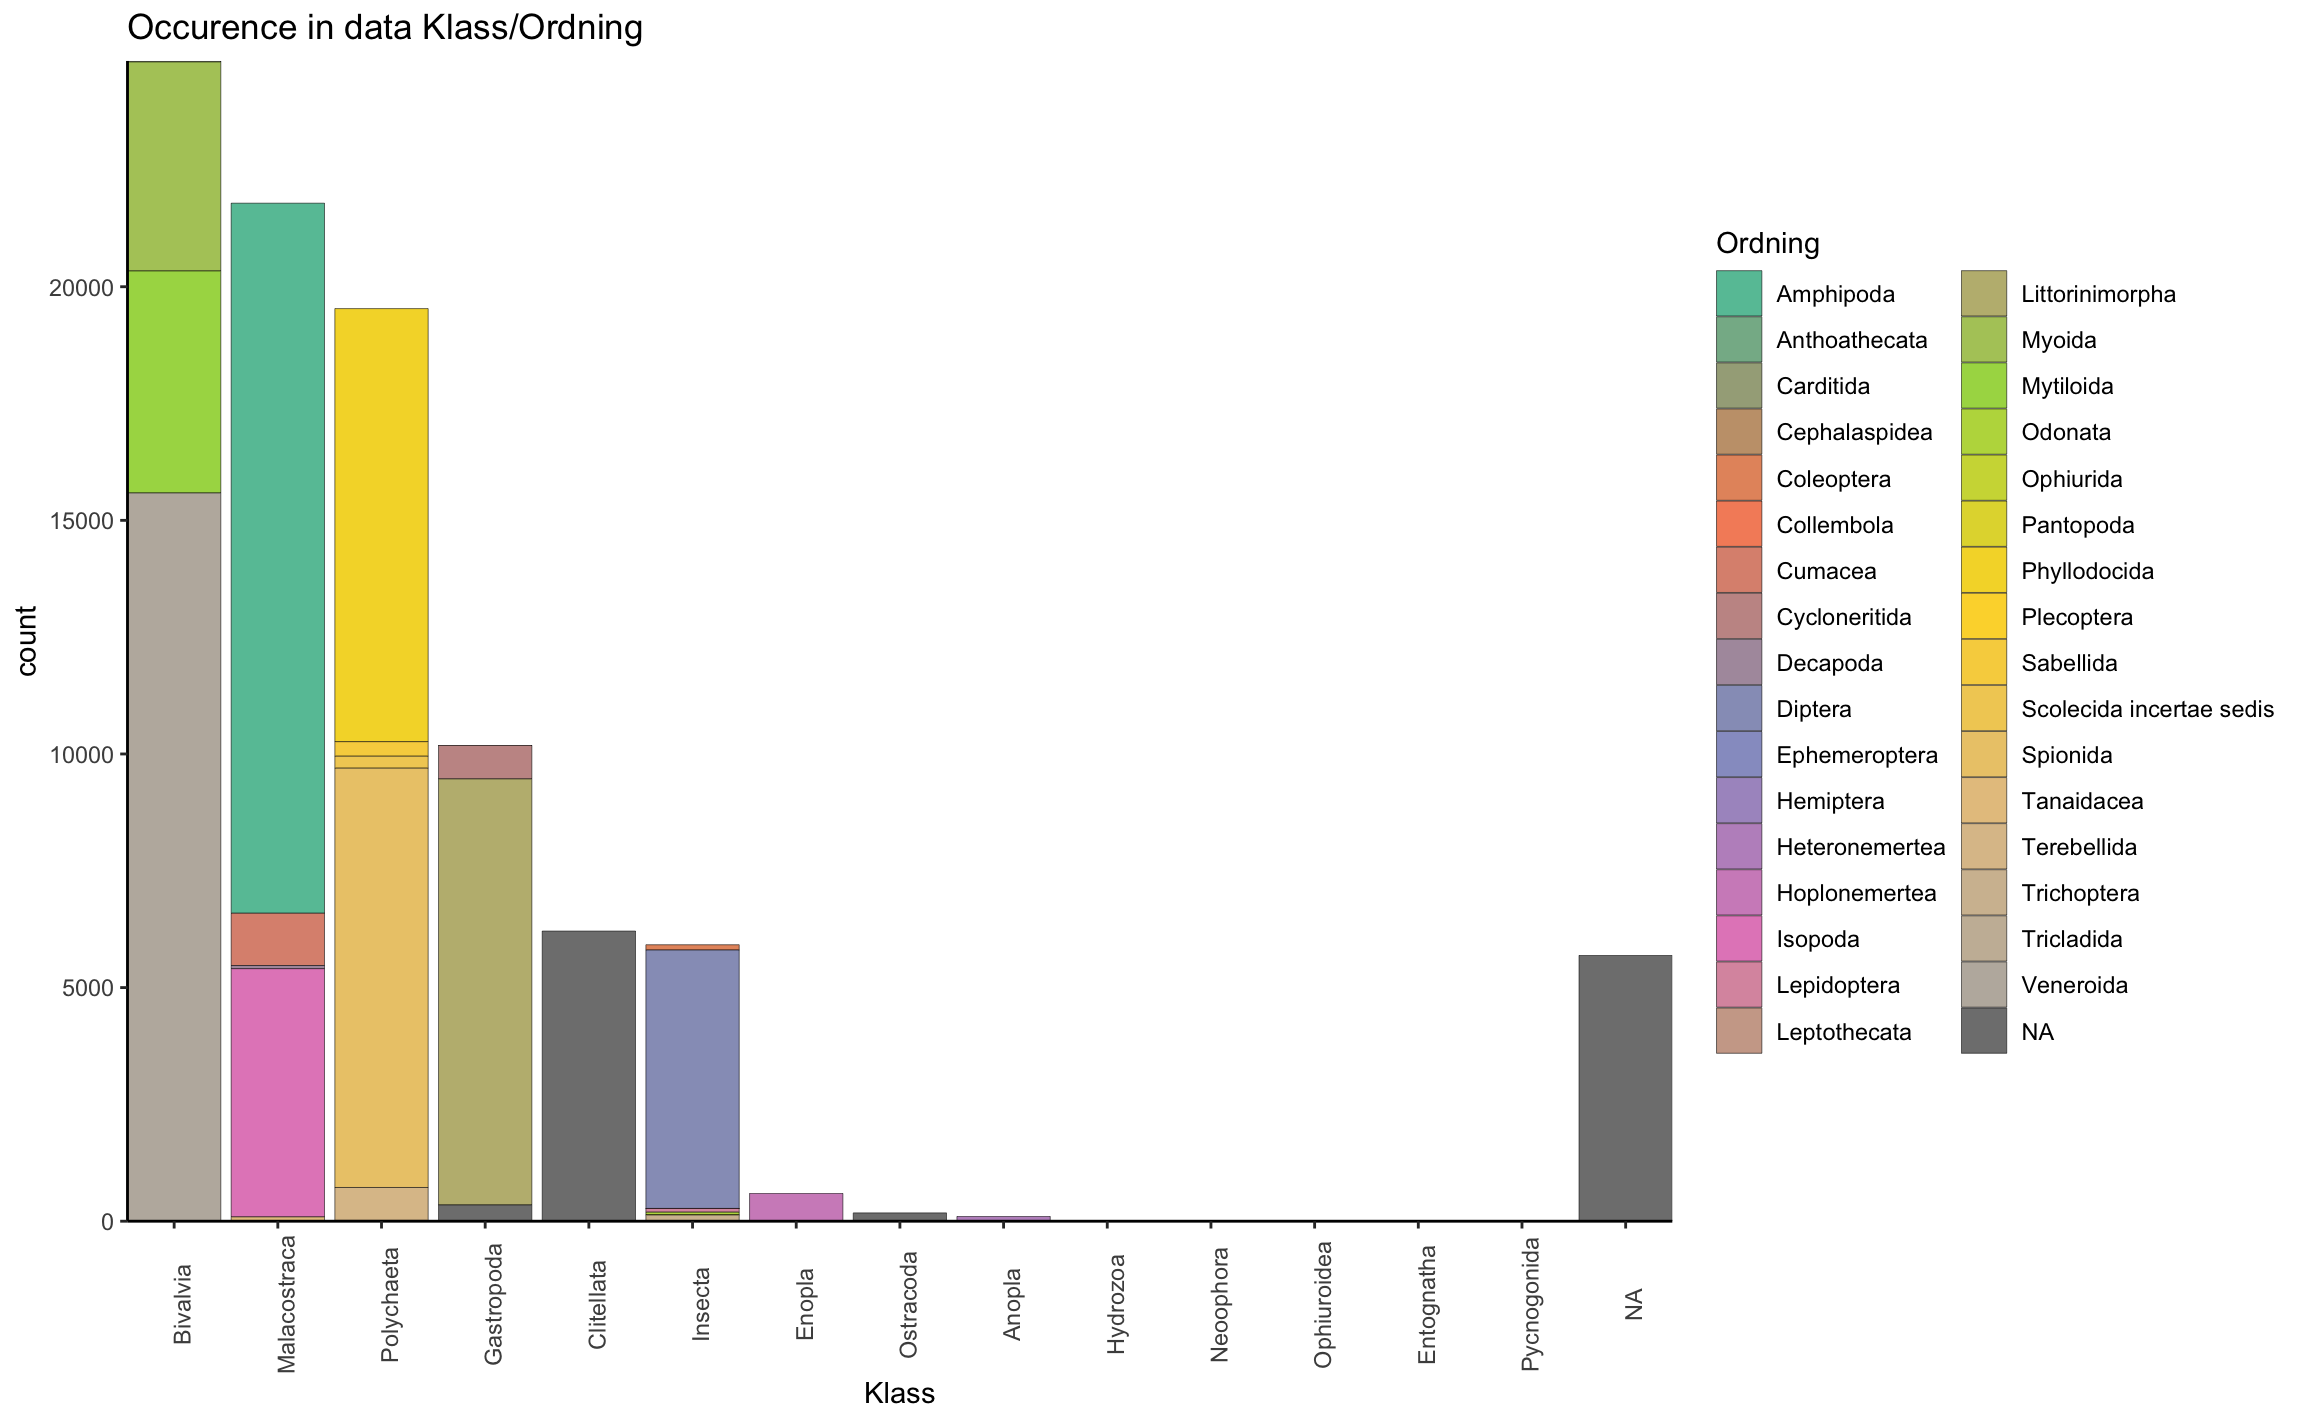 Occurence in data Klass/Ordning
count
20000
15000
10000
5000
0
Bivalvia
Malacostraca
Polychaeta
Gastropoda
Clitellata
Insecta
Enopla
Ostracoda
Anopla
Hydrozoa
Neoophora
Ophiuroidea
Entognatha
Pycnogonida
NA
Klass
Ordning
Amphipoda
Anthoathecata
Carditida
Cephalaspidea
Coleoptera
Collembola
Cumacea
Cycloneritida
Decapoda
Diptera
Ephemeroptera
Hemiptera
Heteronemertea
Hoplonemertea
Isopoda
Lepidoptera
Leptothecata
Littorinimorpha
Myoida
Mytiloida
Odonata
Ophiurida
Pantopoda
Phyllodocida
Plecoptera
Sabellida
Scolecida incertae sedis
Spionida
Tanaidacea
Terebellida
Trichoptera
Tricladida
Veneroida
NA